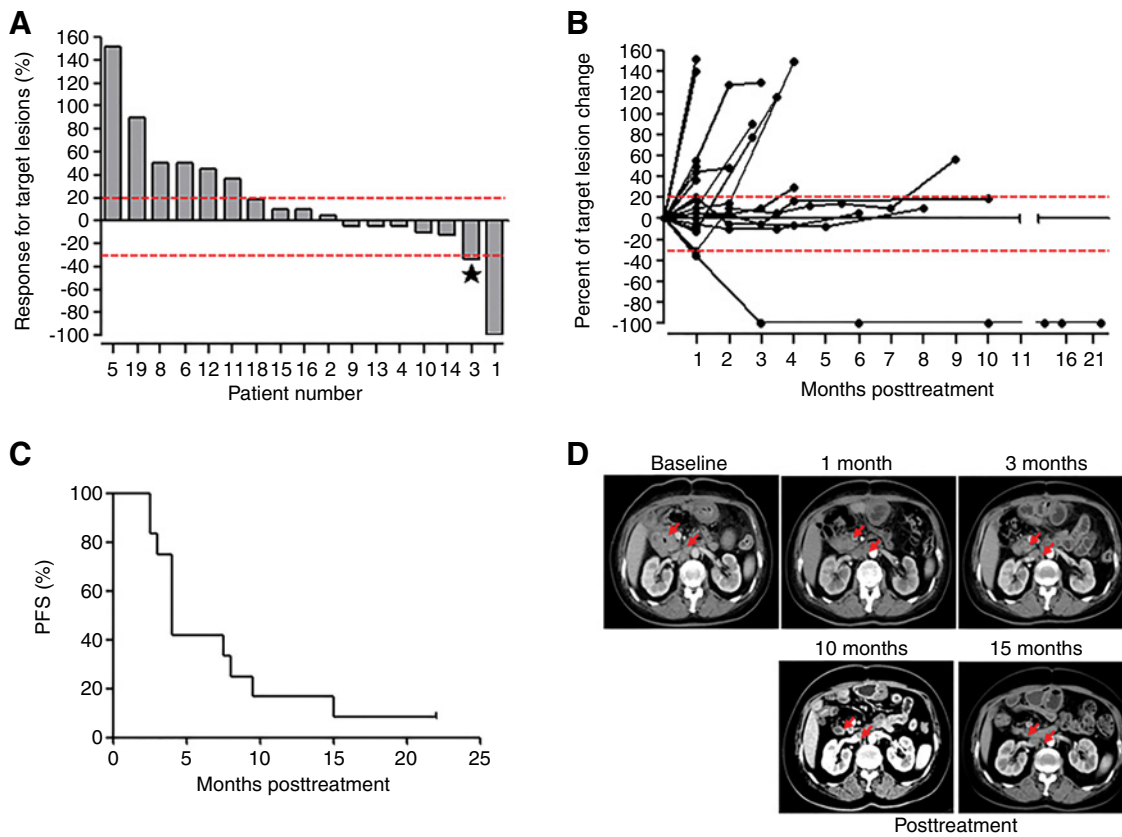 A
Response for target lesions (%)
160
140
120
100
80
60
40
20
0
-20
-40
-60
-80
-100
5 19 8 6 12 11 18 15 16 2 9 13 4 10 14 3 1
Patient number
B
Percent of target lesion change
160
140
120
100
80
60
40
20
0
-20
-40
-60
-80
-100
1 2 3 4 5 6 7 8 9 10 11 16 21
Months posttreatment
C
PFS (%)
100
80
60
40
20
0
0 5 10 15 20 25
Months posttreatment
D
Baseline 1 month 3 months
10 months 15 months
Posttreatment